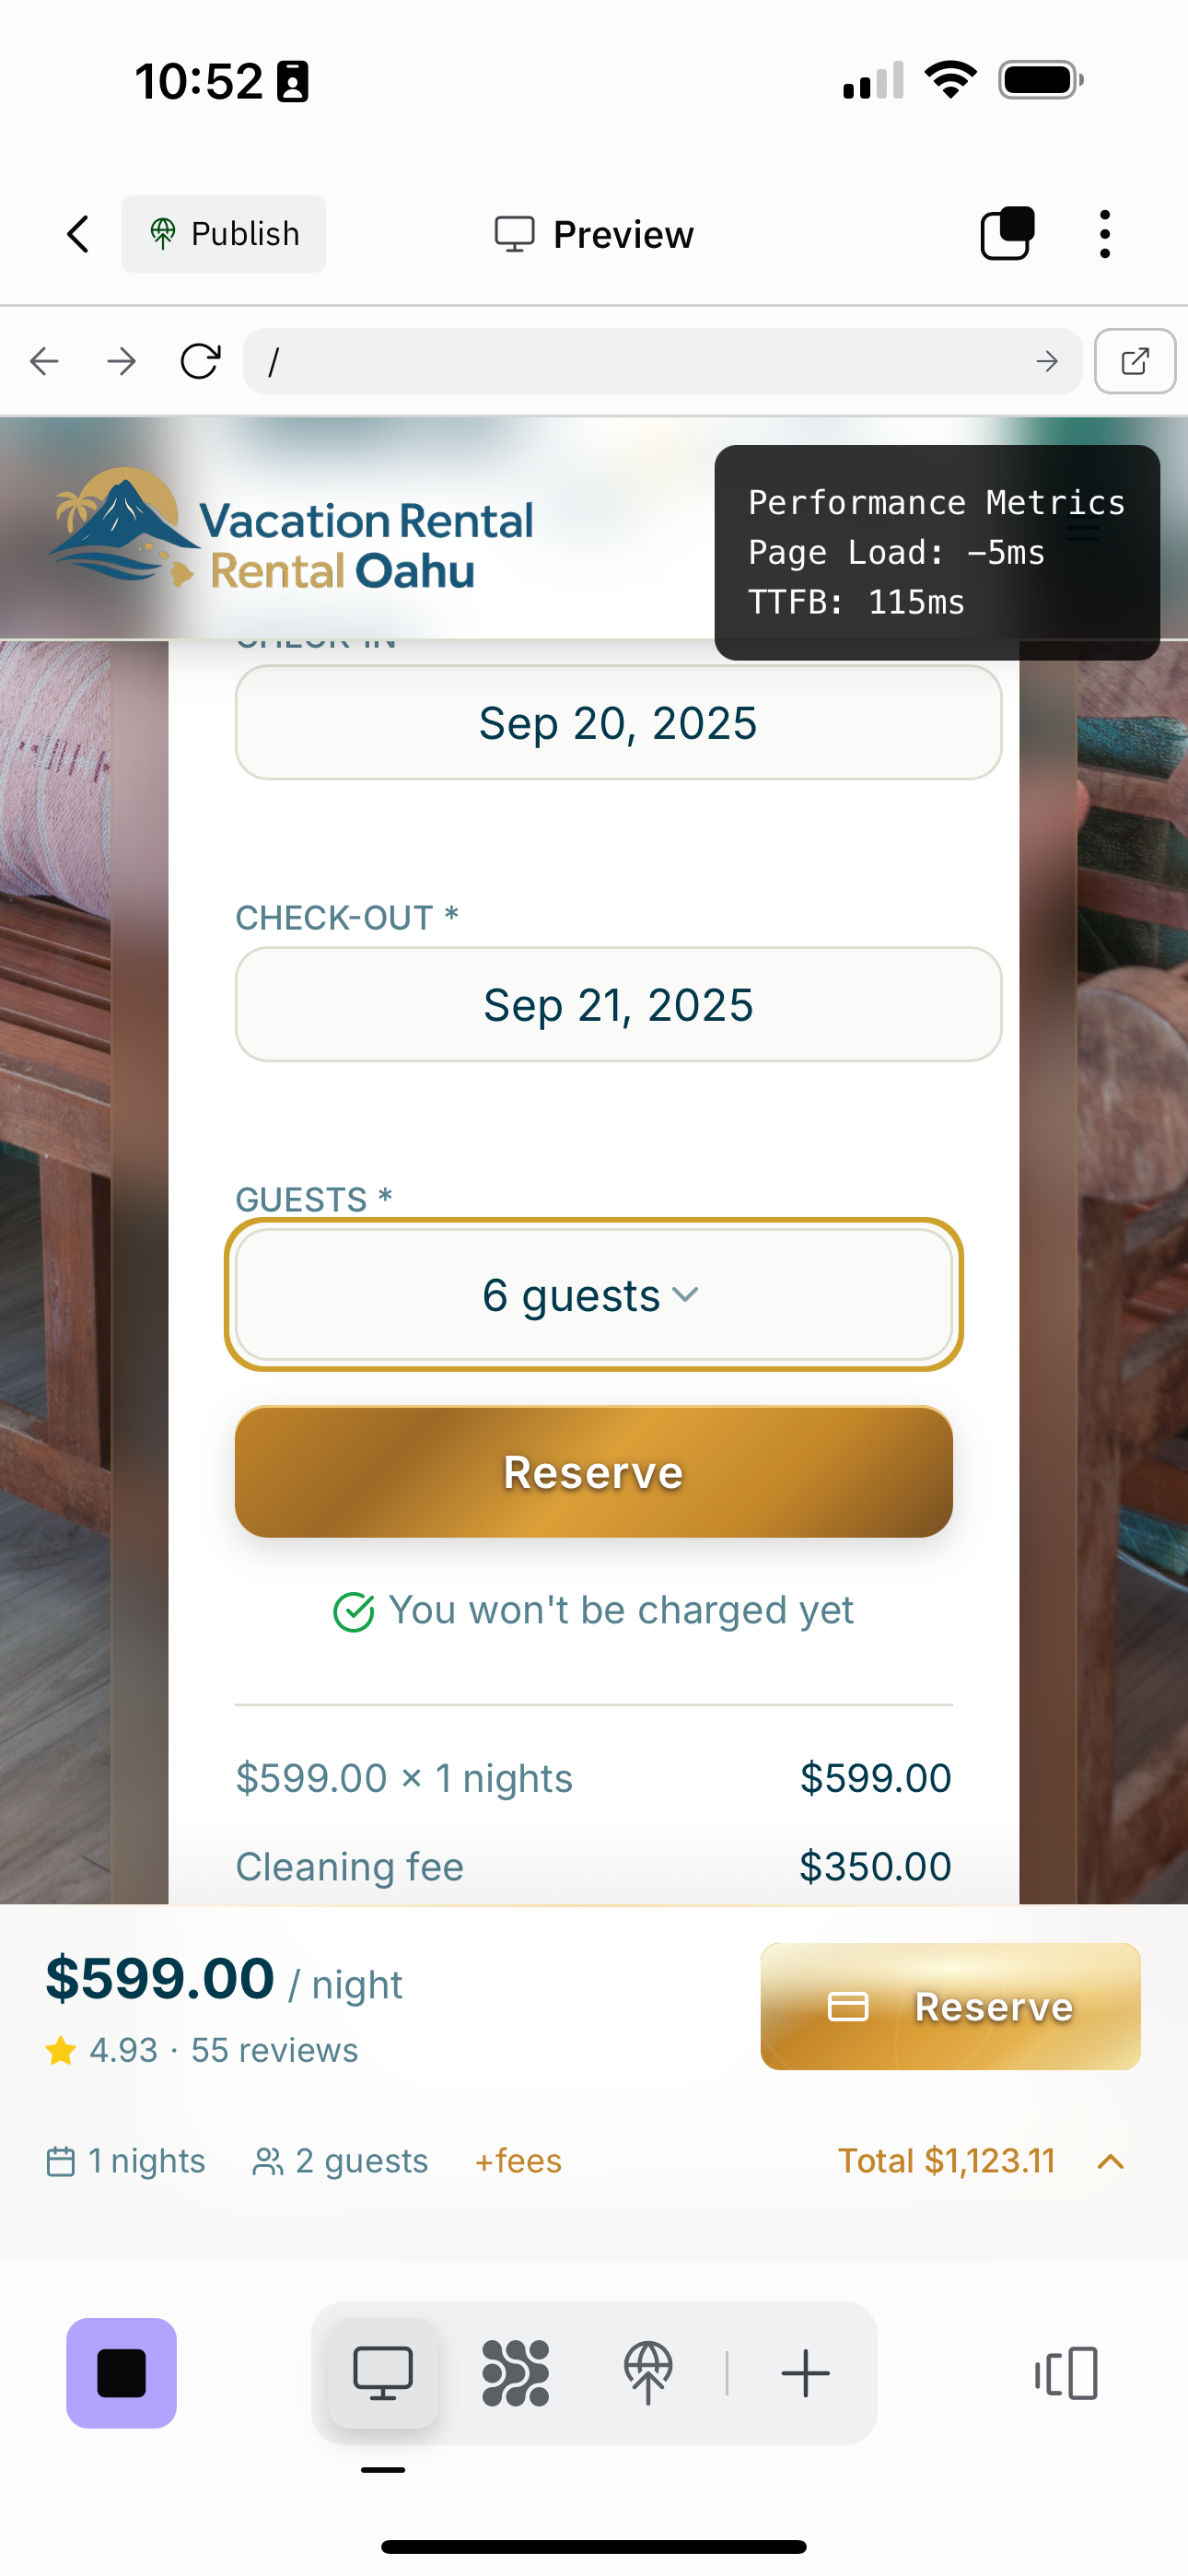 10:52
Publish
Preview
/
Vacation Rental
Rental Oahu
Performance Metrics
Page Load: −5ms
TTFB: 115ms
CHECK-IN
Sep 20, 2025
CHECK-OUT *
Sep 21, 2025
GUESTS *
6 guests
Reserve
You won't be charged yet
$599.00 × 1 nights $599.00
Cleaning fee $350.00
$599.00 / night
Reserve
4.93 · 55 reviews
1 nights 2 guests +fees Total $1,123.11